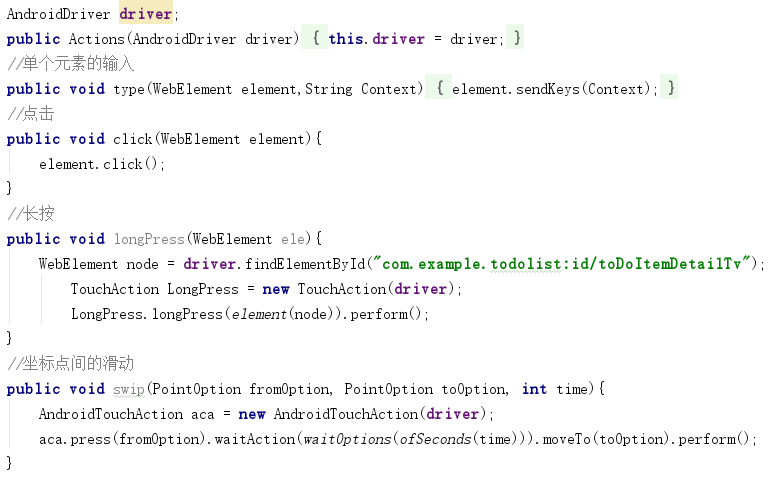 AndroidDriver driver;
public Actions(AndroidDriver driver) { this.driver = driver; }
//单个元素的输入
public void type(WebElement element,String Context) { element.sendKeys(Context); }
//点击
public void click(WebElement element){
    element.click();
}
//长按
public void longPress(WebElement ele){
    WebElement node = driver.findElementById("com.example.todolist:id/toDoItemDetailTv");
        TouchAction LongPress = new TouchAction(driver);
        LongPress.longPress(element(node)).perform();
}
//坐标点间的滑动
public void swip(PointOption fromOption, PointOption toOption, int time){
    AndroidTouchAction aca = new AndroidTouchAction(driver);
    aca.press(fromOption).waitAction(waitOptions(ofSeconds(time))).moveTo(toOption).perform();
}